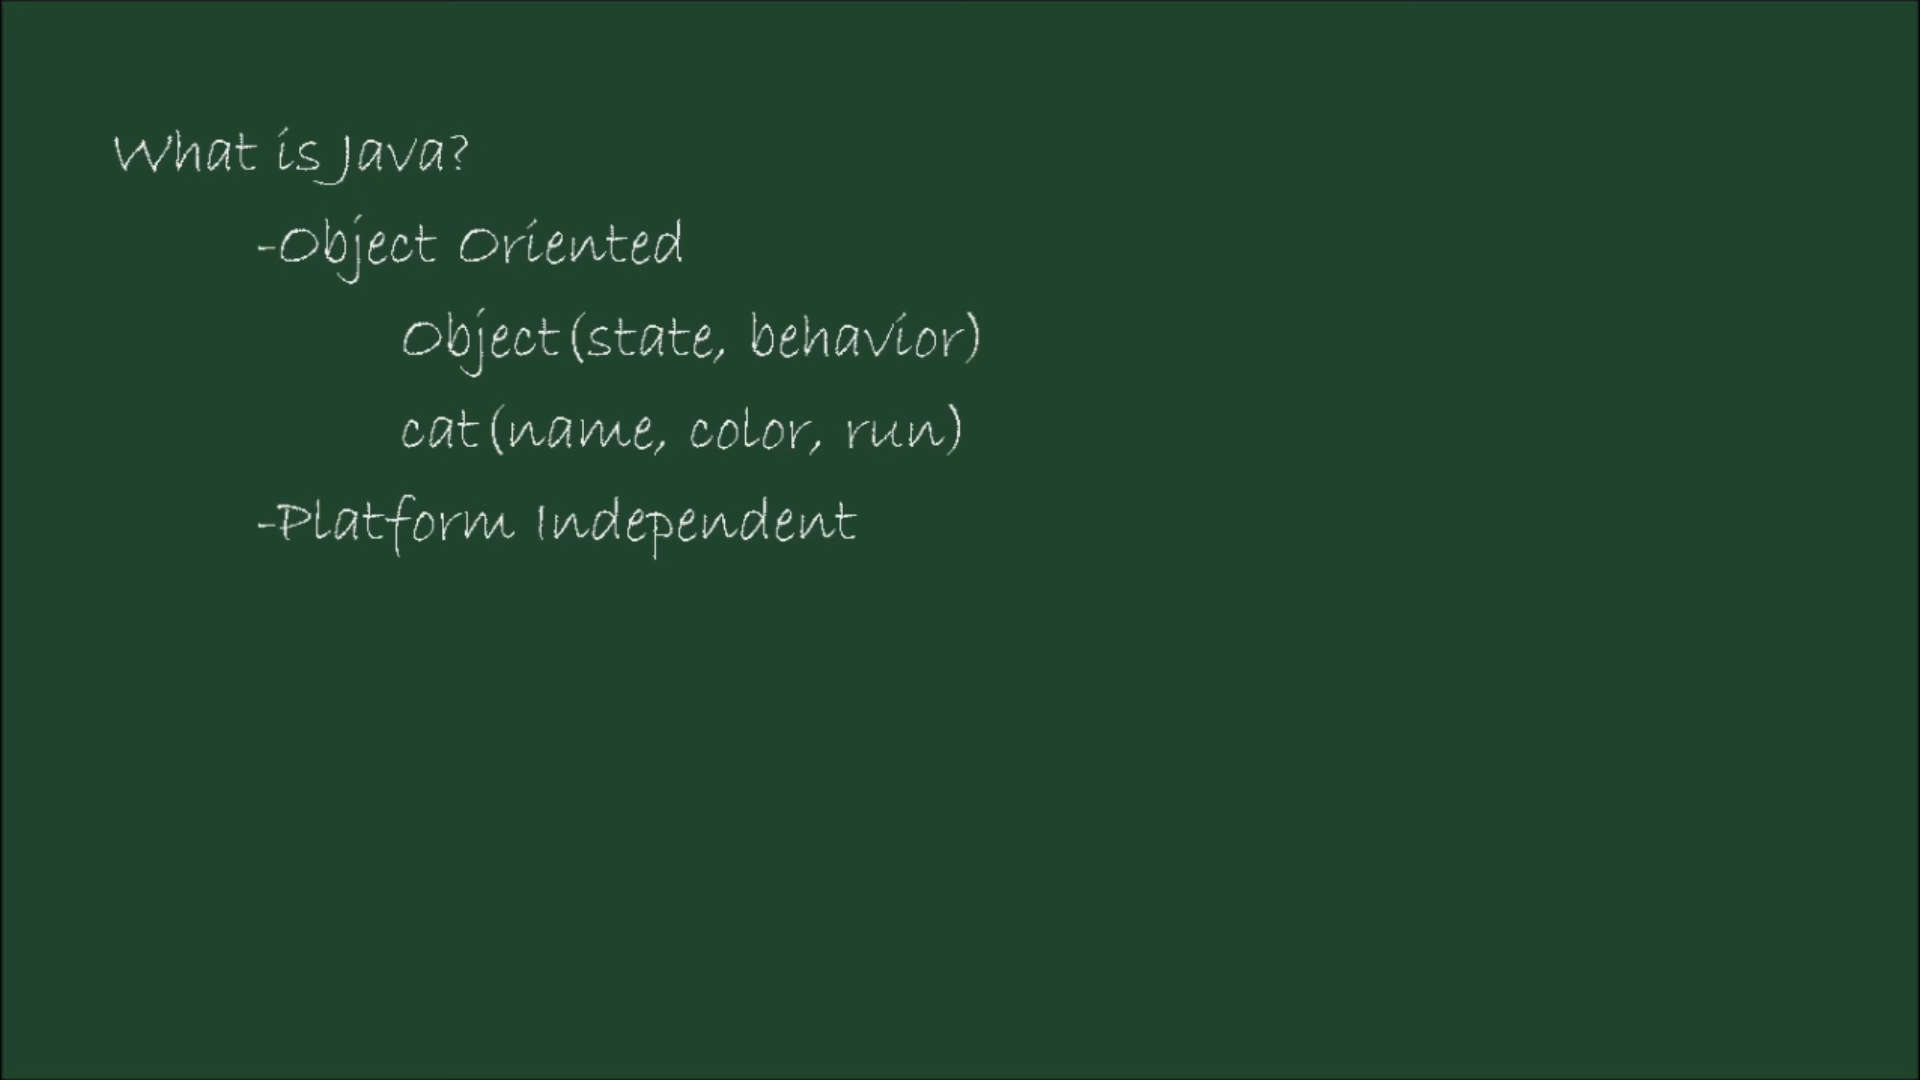 What is Java?
-Object Oriented
Object(state, behavior)
cat(name, color, run)
-Platform Independent